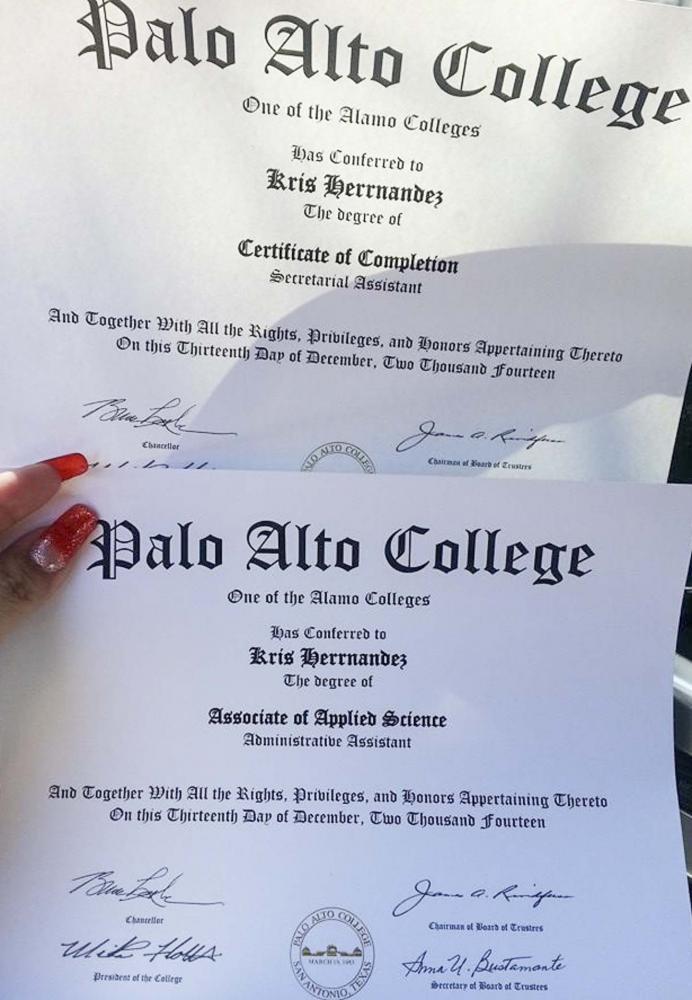 Palo Alto College
One of the Alamo Colleges
Has Conferred to
Kris Herrnandez
The degree of
Certificate of Completion
Secretarial Assistant
And Together With All the Rights, Privileges, and Honors Appertaining Thereto
On this Thirteenth Day of December, Two Thousand Fourteen
Chancellor
Chairman of Board of Trustees
PALO ALTO COLLEGE
Palo Alto College
One of the Alamo Colleges
Has Conferred to
Kris Herrnandez
The degree of
Associate of Applied Science
Administrative Assistant
And Together With All the Rights, Privileges, and Honors Appertaining Thereto
On this Thirteenth Day of December, Two Thousand Fourteen
Chancellor
Chairman of Board of Trustees
PALO ALTO COLLEGE
SAN ANTONIO, TEXAS
President of the College
Anna U. Bustamante
Secretary of Board of Trustees